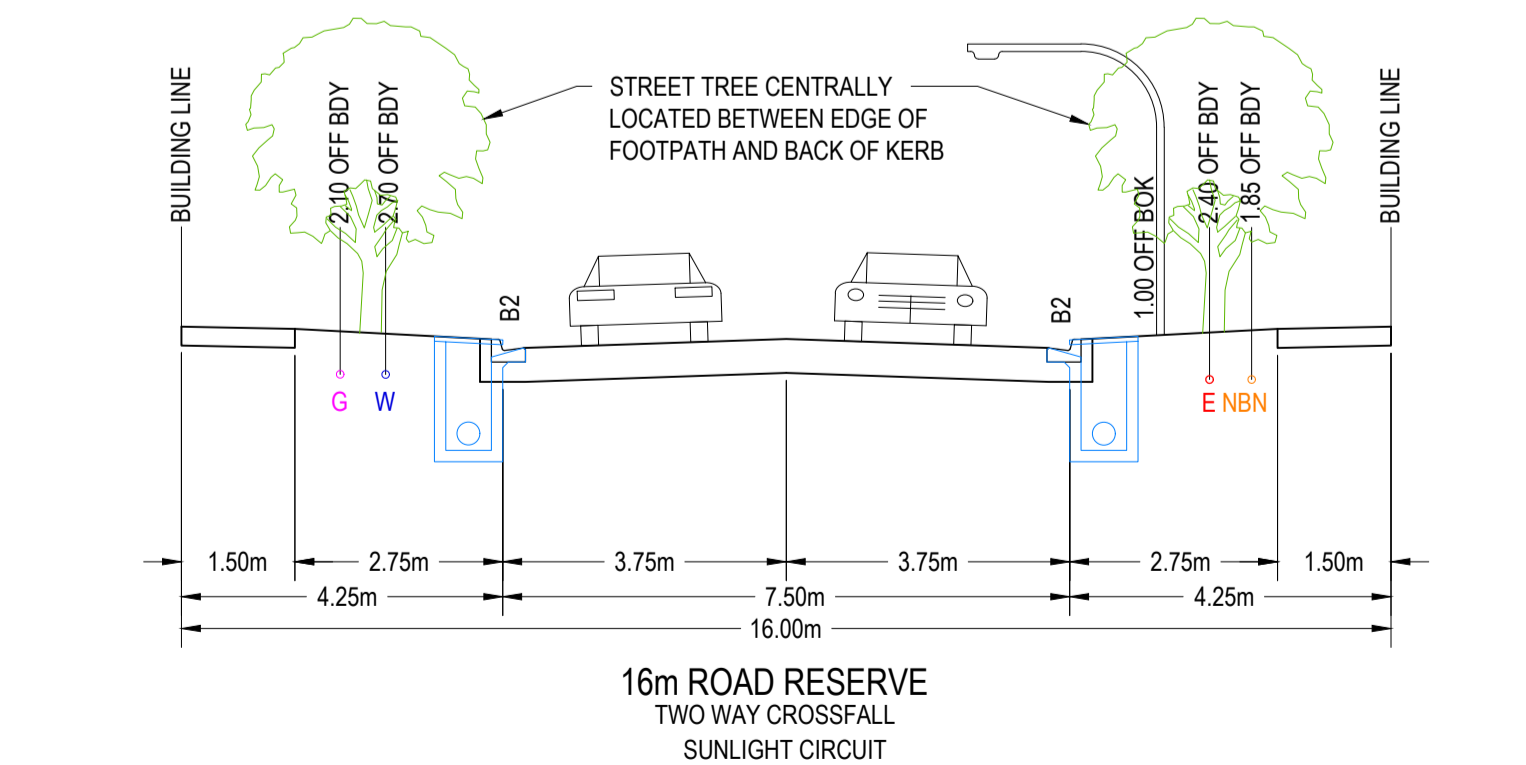 BUILDING LINE
2.10 OFF BDY
2.70 OFF BDY
STREET TREE CENTRALLY
LOCATED BETWEEN EDGE OF
FOOTPATH AND BACK OF KERB
1.00 OFF BOK
2.40 OFF BDY
1.85 OFF BDY
BUILDING LINE
B2
B2
G
W
E
NBN
1.50m
2.75m
3.75m
3.75m
2.75m
1.50m
4.25m
7.50m
4.25m
16.00m
16m ROAD RESERVE
TWO WAY CROSSFALL
SUNLIGHT CIRCUIT